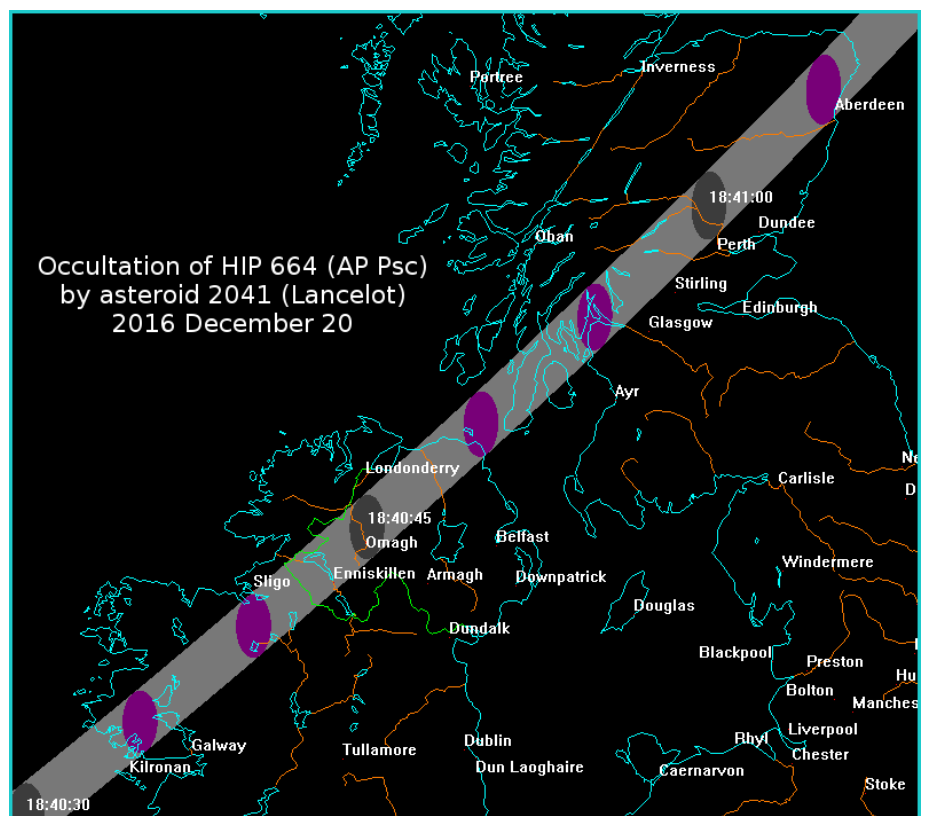 Inverness
Portree
Aberdeen
18:41:00
Dundee
Oban
Perth
Occultation of HIP 664 (AP Psc)
by asteroid 2041 (Lancelot)
2016 December 20
Stirling
Edinburgh
Glasgow
Ayr
Londonderry
Ne
Carlisle
D
18:40:45
Omagh
Belfast
Windermere
Enniskillen
Armagh
Downpatrick
Sligo
Douglas
Dundalk
Blackpool
Preston
Hu
Bolton
Manches
Liverpool
Galway
Tullamore
Dublin
Rhyl
Chester
Kilronan
Dun Laoghaire
Caernarvon
Stoke
18:40:30